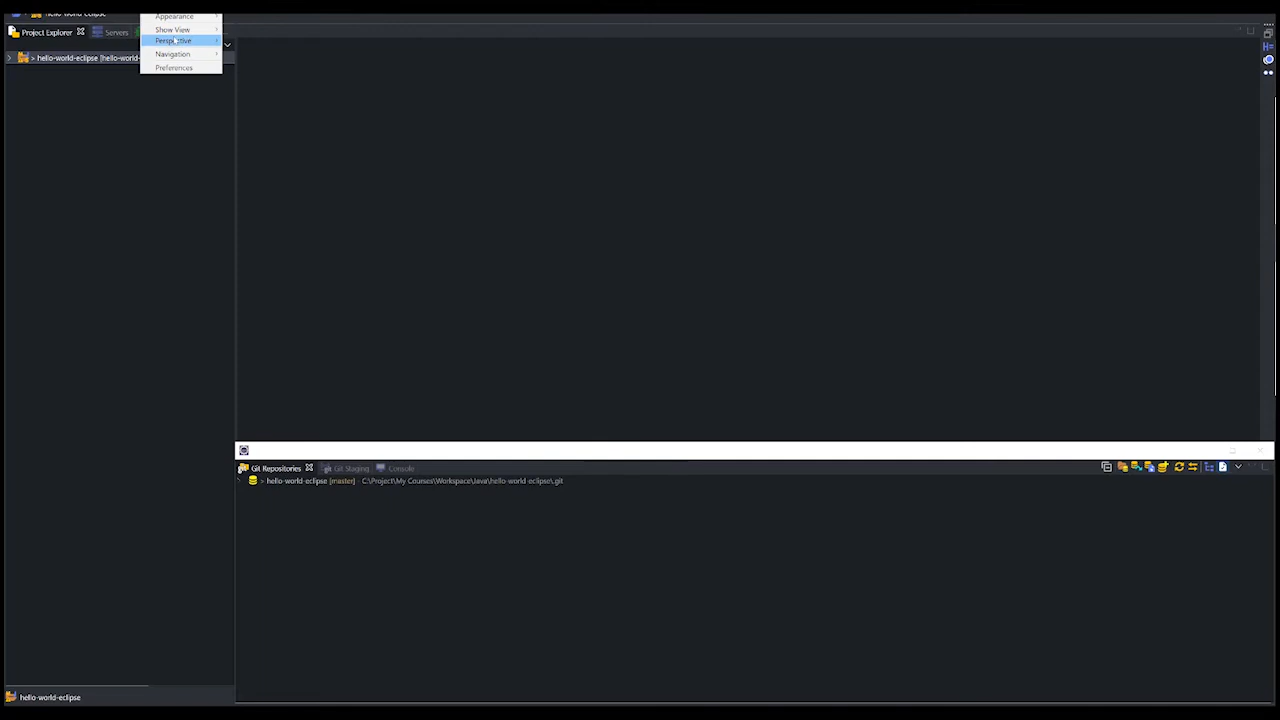 hello-world-eclipse
Appearance
Project Explorer
Servers
Show View
Perspective
Navigation
Preferences
> hello-world-eclipse [hello-world-
Git Repositories
Git Staging
Console
> hello-world-eclipse [master] - C:\Project\My Courses\Workspace\Java\hello-world-eclipse\.git
hello-world-eclipse